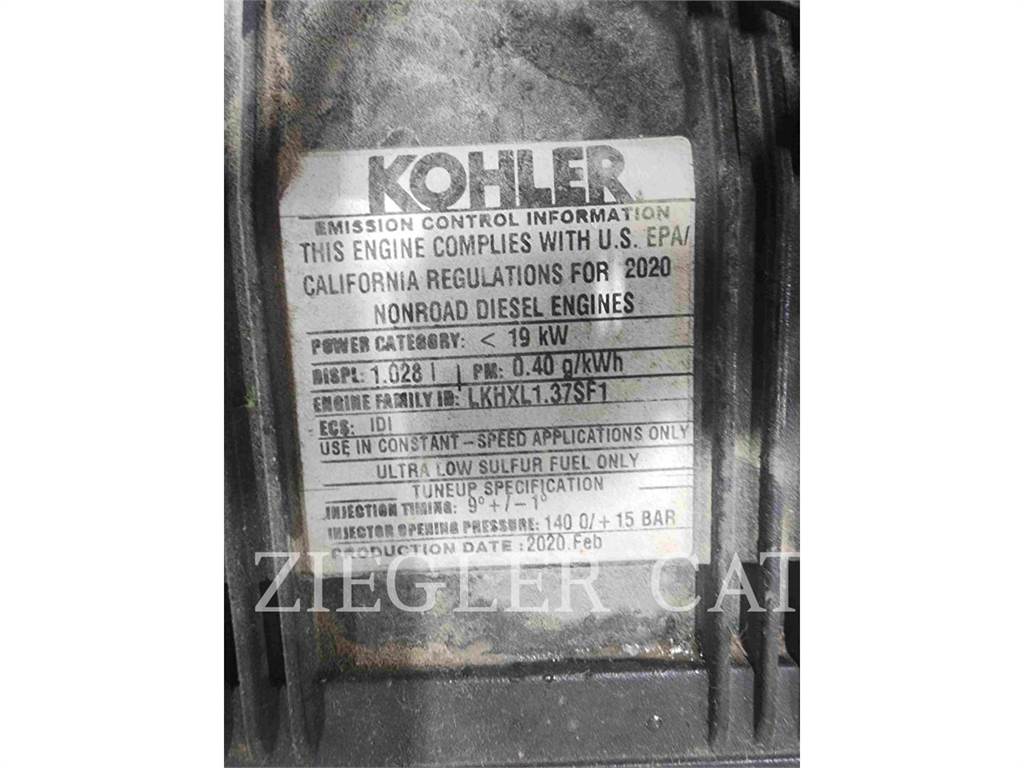 KOHLER
EMISSION CONTROL INFORMATION
THIS ENGINE COMPLIES WITH U.S. EPA/
CALIFORNIA REGULATIONS FOR 2020
NONROAD DIESEL ENGINES
POWER CATEGORY: < 19 kW
DISPL: 1.028 l PM: 0.40 g/kWh
ENGINE FAMILY ID: LKHXL1.37SF1
ECS: IDI
USE IN CONSTANT - SPEED APPLICATIONS ONLY
ULTRA LOW SULFUR FUEL ONLY
TUNEUP SPECIFICATION
INJECTION TIMING: 9° +/- 1°
INJECTOR OPENING PRESSURE: 140 0/+ 15 BAR
PRODUCTION DATE : 2020.Feb
ZIEGLER CAT